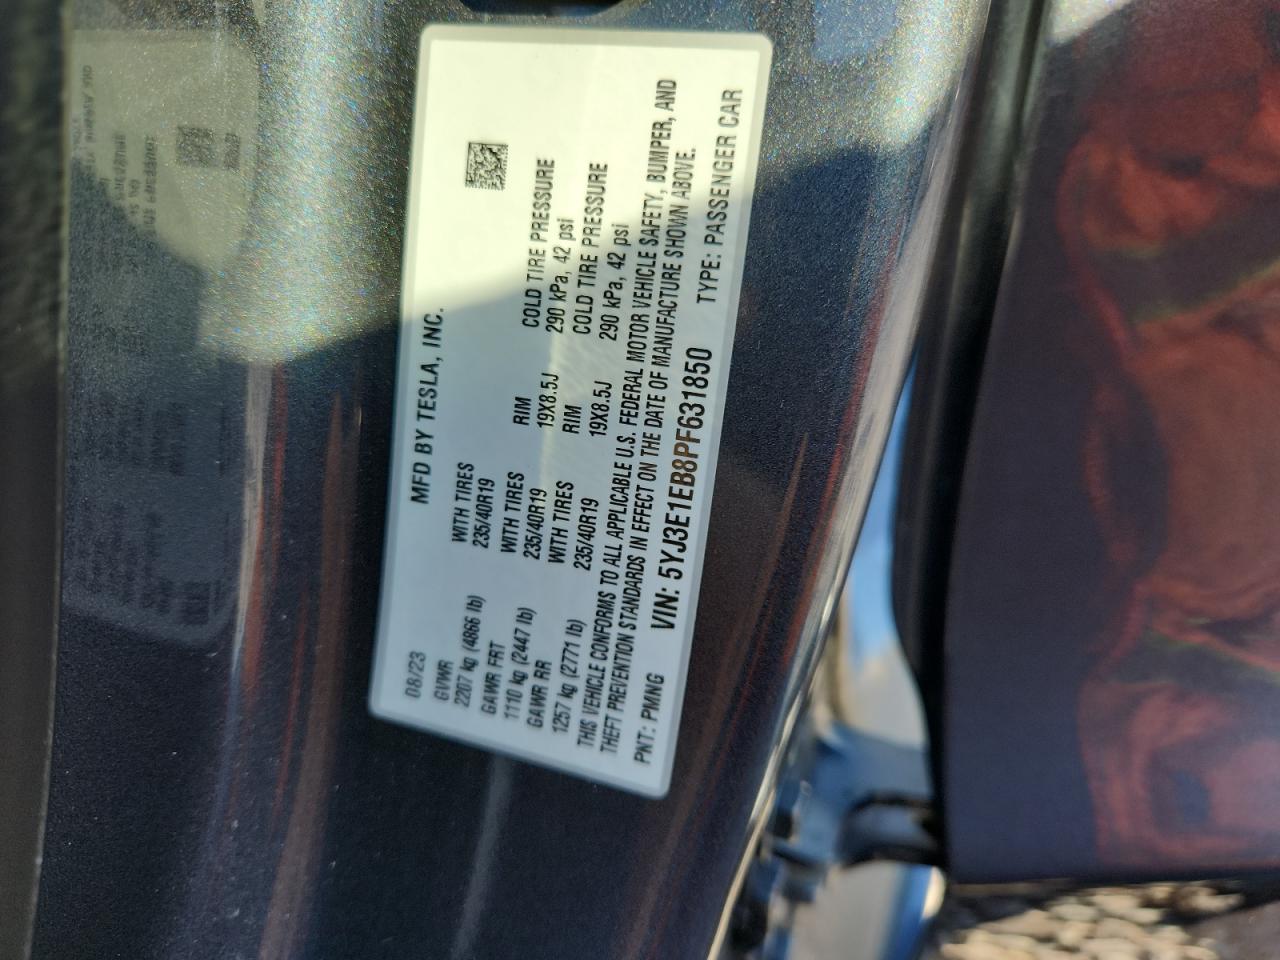 MFD BY TESLA, INC.
08/23
GVWR
2207 kg (4866 lb)
WITH TIRES
235/40R19
GAWR FRT
1110 kg (2447 lb)
WITH TIRES
235/40R19
RIM
19X8.5J
COLD TIRE PRESSURE
290 kPa, 42 psi
GAWR RR
1257 kg (2771 lb)
WITH TIRES
235/40R19
RIM
19X8.5J
COLD TIRE PRESSURE
290 kPa, 42 psi
THIS VEHICLE CONFORMS TO ALL APPLICABLE U.S. FEDERAL MOTOR VEHICLE SAFETY, BUMPER, AND
THEFT PREVENTION STANDARDS IN EFFECT ON THE DATE OF MANUFACTURE SHOWN ABOVE.
PNT: PMNG VIN: 5YJ3E1EB8PF631850 TYPE: PASSENGER CAR